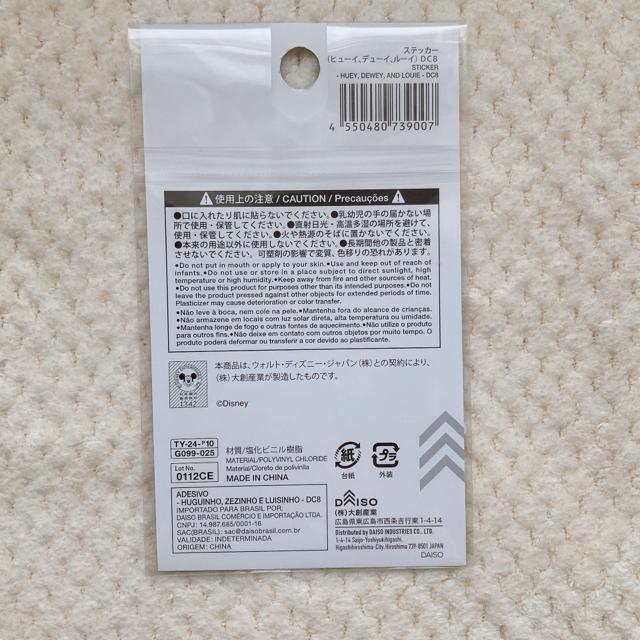 ステッカー
(ヒューイ、デューイ、ルーイ) DC8
STICKER
- HUEY, DEWEY, AND LOUIE - DC8
4 550480 739007
使用上の注意 / CAUTION / Precauções
●口に入れたり肌に貼らないでください。●乳幼児の手の届かない場
所で使用・保管してください。●直射日光・高温多湿の場所を避けて、
使用・保管してください。●火や熱源のそばに置かないでください。
●本来の用途以外に使用しないでください。●長期間他の製品と密着
させないでください。可塑剤の影響で変質、色移りの恐れがあります。
●Do not put in mouth or apply to your skin. ●Use and keep out of reach of
infants. ●Do not use or store in a place subject to direct sunlight, high
temperature or high humidity. ●Keep away from fire and other sources of heat.
●Do not use this product for purposes other than its intended purpose. ●Do not
leave the product pressed against other objects for extended periods of time.
Plasticizer may cause deterioration or color transfer.
●Não leve à boca, nem cole na pele. ●Mantenha fora do alcance de crianças.
●Não armazene em locais com luz solar direta, alta temperatura ou umidade.
●Mantenha longe de fogo e outras fontes de aquecimento. ●Não utilize o produto
para outros fins. ●Não deixe em contato com outros objetos por muito tempo. O
produto poderá deformar ou transferir a cor devido ao plastificante.
本商品は、ウォルト・ディズニー・ジャパン(株)との契約により、
(株)大創産業が製造したものです。
©Disney
TY-24-P10
G099-025
Lot No.
0112CE
材質/塩化ビニル樹脂
MATERIAL/POLYVINYL CHLORIDE
Material/Cloreto de polivinila
MADE IN CHINA
紙
台紙
プラ
外装
ADESIVO
- HUGUINHO, ZEZINHO E LUISINHO - DC8
IMPORTADO PARA BRASIL POR:
DAISO BRASIL COMÉRCIO E IMPORTAÇÃO LTDA.
CNPJ: 14.987.685/0001-16
SAC(BRASIL): sac@daisobrasil.com.br
VALIDADE: INDETERMINADA
ORIGEM: CHINA
DAISO
(株)大創産業
広島県東広島市西条吉行東1-4-14
Distributed by DAISO INDUSTRIES CO., LTD.
1-4-14 Saijo-Yoshiyukihigashi,
Higashihiroshima-City, Hiroshima 739-8501 JAPAN
DAISO